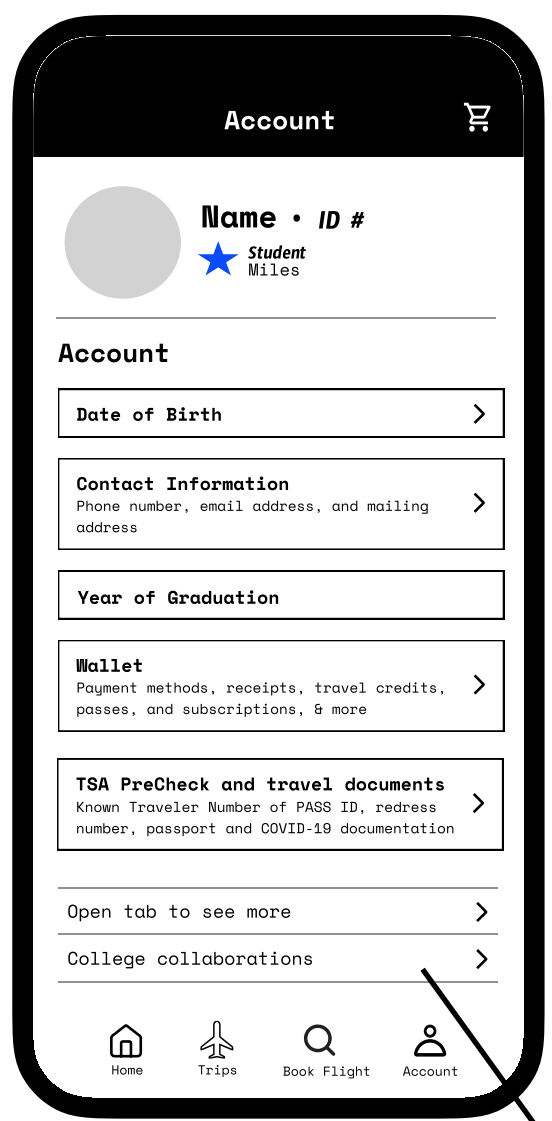 Account
Name • ID #
Student
Miles
Account
Date of Birth
Contact Information
Phone number, email address, and mailing
address
Year of Graduation
Wallet
Payment methods, receipts, travel credits,
passes, and subscriptions, & more
TSA PreCheck and travel documents
Known Traveler Number of PASS ID, redress
number, passport and COVID-19 documentation
Open tab to see more
College collaborations
Home Trips Book Flight Account